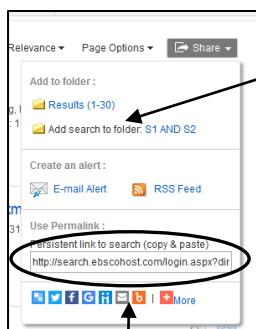 Relevance Page Options Share
Add to folder :
Results (1-30)
Add search to folder: S1 AND S2
Create an alert :
E-mail Alert RSS Feed
Use Permalink :
Persistent link to search (copy & paste)
http://search.ebscohost.com/login.aspx?dir
More